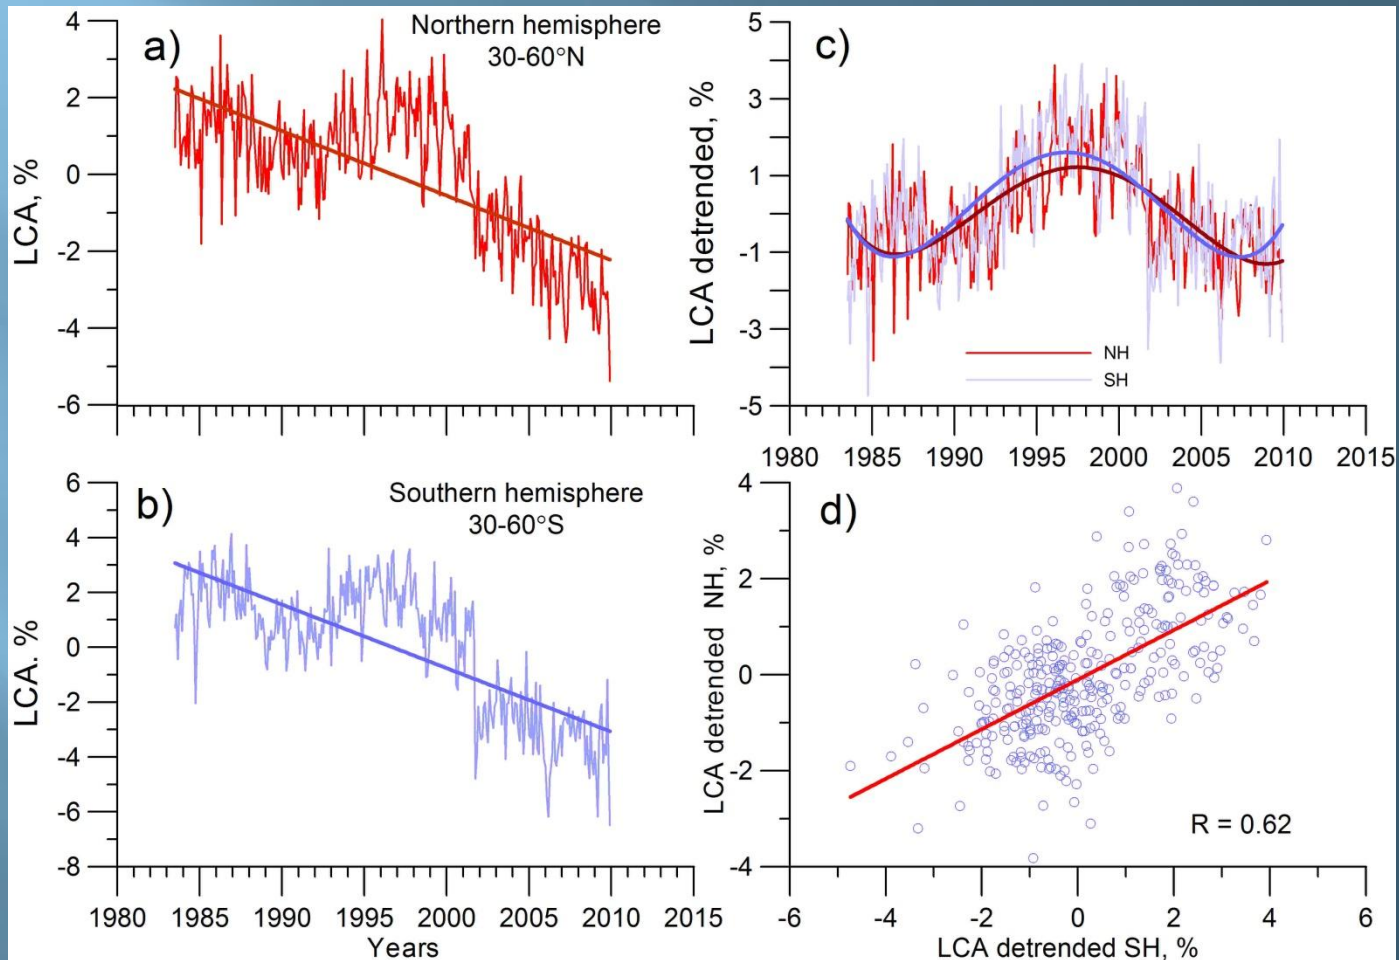 a)
Northern hemisphere
30-60°N
LCA, %
4
2
0
-2
-4
-6
b)
Southern hemisphere
30-60°S
LCA. %
6
4
2
0
-2
-4
-6
-8
1980 1985 1990 1995 2000 2005 2010 2015
Years
c)
LCA detrended, %
5
3
1
-1
-3
-5
NH
SH
1980 1985 1990 1995 2000 2005 2010 2015
d)
LCA detrended NH, %
4
2
0
-2
-4
R = 0.62
-6 -4 -2 0 2 4 6
LCA detrended SH, %